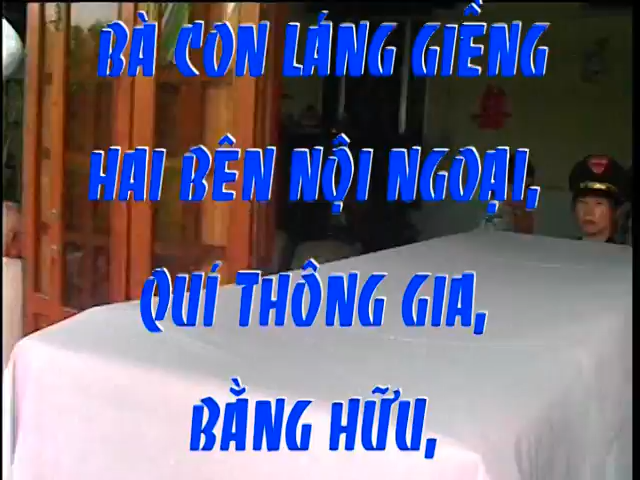 BÀ CON LÁNG GIỀNG
HAI BÊN NỘI NGOẠI,
QUÍ THÔNG GIA,
BẰNG HỮU,